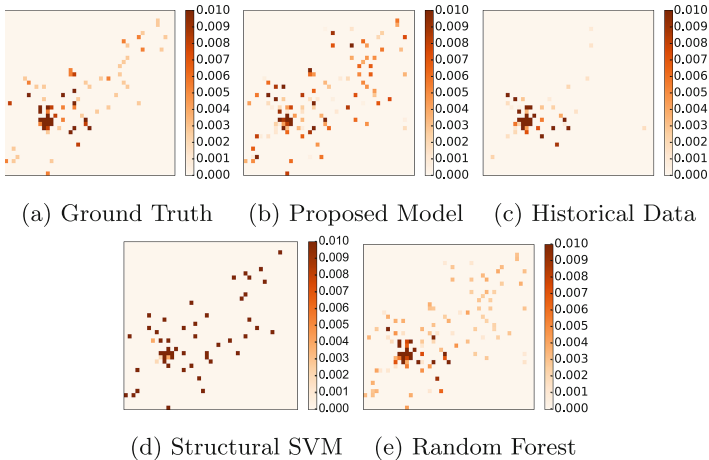 0.010 0.010 0.010
0.009 0.009 0.009
0.008 0.008 0.008
0.007 0.007 0.007
0.006 0.006 0.006
0.005 0.005 0.005
0.004 0.004 0.004
0.003 0.003 0.003
0.002 0.002 0.002
0.001 0.001 0.001
0.000 0.000 0.000
(a) Ground Truth (b) Proposed Model (c) Historical Data
0.010 0.010
0.009 0.009
0.008 0.008
0.007 0.007
0.006 0.006
0.005 0.005
0.004 0.004
0.003 0.003
0.002 0.002
0.001 0.001
0.000 0.000
(d) Structural SVM (e) Random Forest